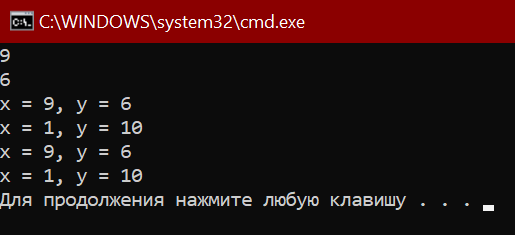 C:\WINDOWS\system32\cmd.exe
9
6
x = 9, y = 6
x = 1, y = 10
x = 9, y = 6
x = 1, y = 10
Для продолжения нажмите любую клавишу . . .